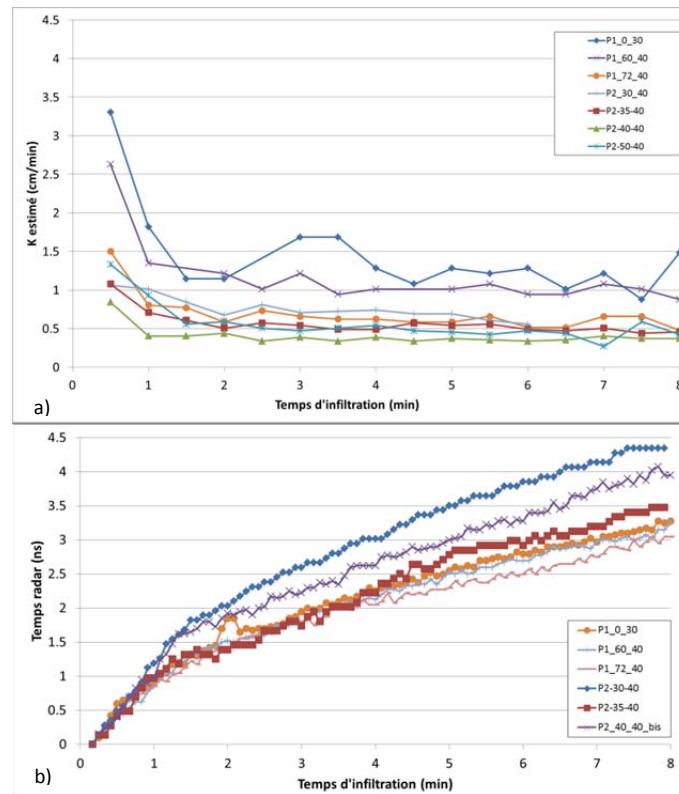 4.5
4
3.5
3
2.5
2
1.5
1
0.5
0
K estimé (cm/min)
P1_0_30
P1_60_40
P1_72_40
P2_30_40
P2-35-40
P2-40-40
P2-50-40
0 1 2 3 4 5 6 7 8
Temps d'infiltration (min)
a)
4.5
4
3.5
3
2.5
2
1.5
1
0.5
0
Temps radar (ns)
P1_0_30
P1_60_40
P1_72_40
P2-30-40
P2-35-40
P2_40_40_bis
0 1 2 3 4 5 6 7 8
Temps d'infiltration (min)
b)